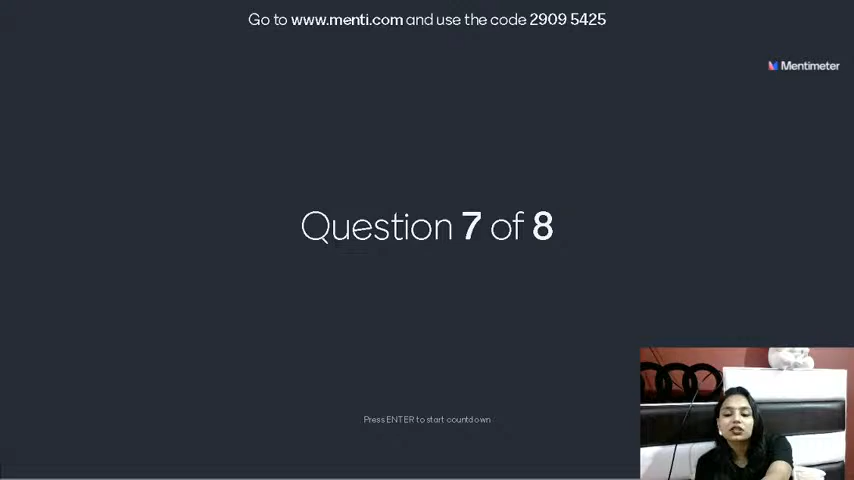 Go to www.menti.com and use the code 2909 5425
Mentimeter
Question 7 of 8
Press ENTER to start countdown